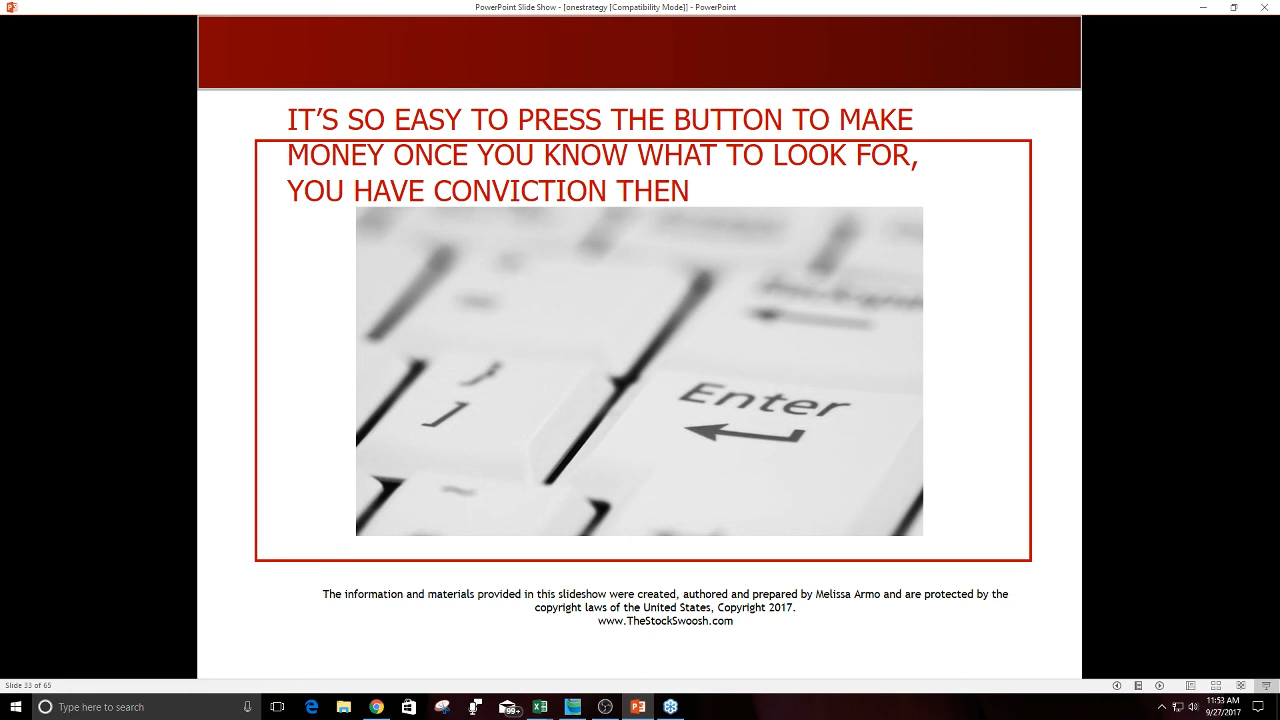 PowerPoint Slide Show - [onestrategy [Compatibility Mode]] - PowerPoint
IT'S SO EASY TO PRESS THE BUTTON TO MAKE
MONEY ONCE YOU KNOW WHAT TO LOOK FOR,
YOU HAVE CONVICTION THEN
}
]
Enter
~
The information and materials provided in this slideshow were created, authored and prepared by Melissa Armo and are protected by the
copyright laws of the United States, Copyright 2017.
www.TheStockSwoosh.com
Slide 33 of 65
Type here to search
99+
11:53 AM
9/27/2017